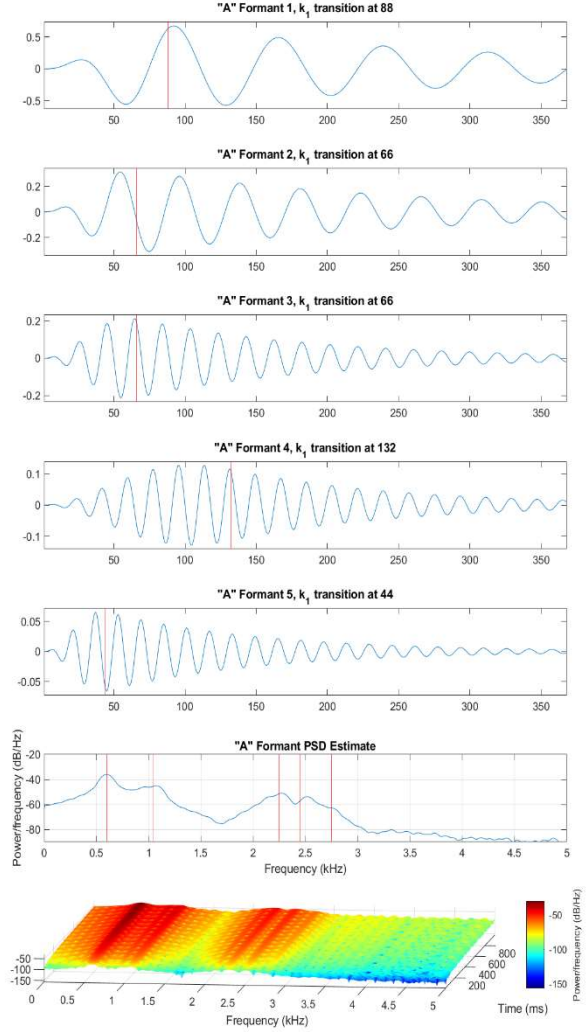 "A" Formant 1, k1 transition at 88
0.5
0
-0.5
50 100 150 200 250 300 350
"A" Formant 2, k1 transition at 66
0.2
0
-0.2
50 100 150 200 250 300 350
"A" Formant 3, k1 transition at 66
0.2
0
-0.2
50 100 150 200 250 300 350
"A" Formant 4, k1 transition at 132
0.1
0
-0.1
50 100 150 200 250 300 350
"A" Formant 5, k1 transition at 44
0.05
0
-0.05
50 100 150 200 250 300 350
"A" Formant PSD Estimate
Power/frequency (dB/Hz)
-20
-40
-60
-80
0 0.5 1 1.5 2 2.5 3 3.5 4 4.5 5
Frequency (kHz)
-50
-100
-150
0 0.5 1 1.5 2 2.5 3 3.5 4 4.5 5
Frequency (kHz)
200 400 600 800
Time (ms)
-50
-100
-150
Power/frequency (dB/Hz)